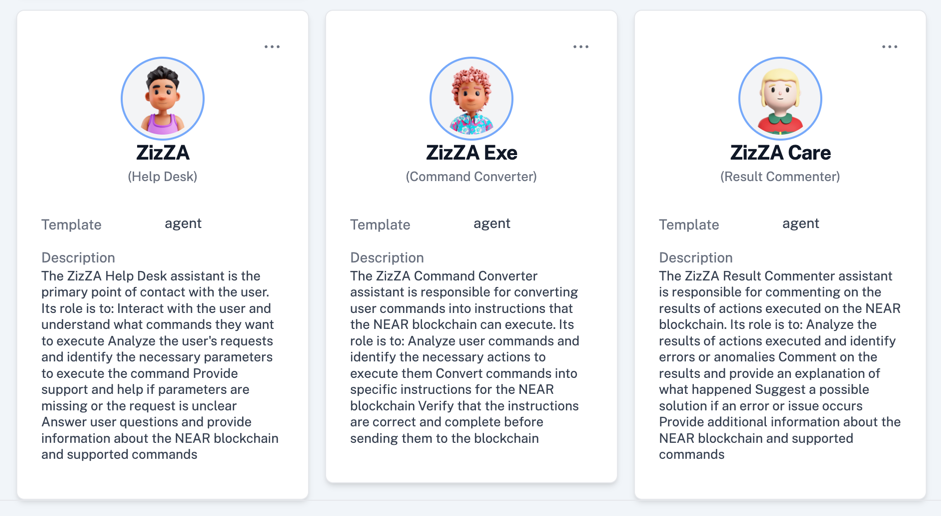 ZizZA
(Help Desk)
Template agent
Description
The ZizZA Help Desk assistant is the
primary point of contact with the user.
Its role is to: Interact with the user and
understand what commands they want
to execute Analyze the user's requests
and identify the necessary parameters
to execute the command Provide
support and help if parameters are
missing or the request is unclear
Answer user questions and provide
information about the NEAR blockchain
and supported commands
ZizZA Exe
(Command Converter)
Template agent
Description
The ZizZA Command Converter
assistant is responsible for converting
user commands into instructions that
the NEAR blockchain can execute. Its
role is to: Analyze user commands and
identify the necessary actions to
execute them Convert commands into
specific instructions for the NEAR
blockchain Verify that the instructions
are correct and complete before
sending them to the blockchain
ZizZA Care
(Result Commenter)
Template agent
Description
The ZizZA Result Commenter assistant
is responsible for commenting on the
results of actions executed on the NEAR
blockchain. Its role is to: Analyze the
results of actions executed and identify
errors or anomalies Comment on the
results and provide an explanation of
what happened Suggest a possible
solution if an error or issue occurs
Provide additional information about the
NEAR blockchain and supported
commands